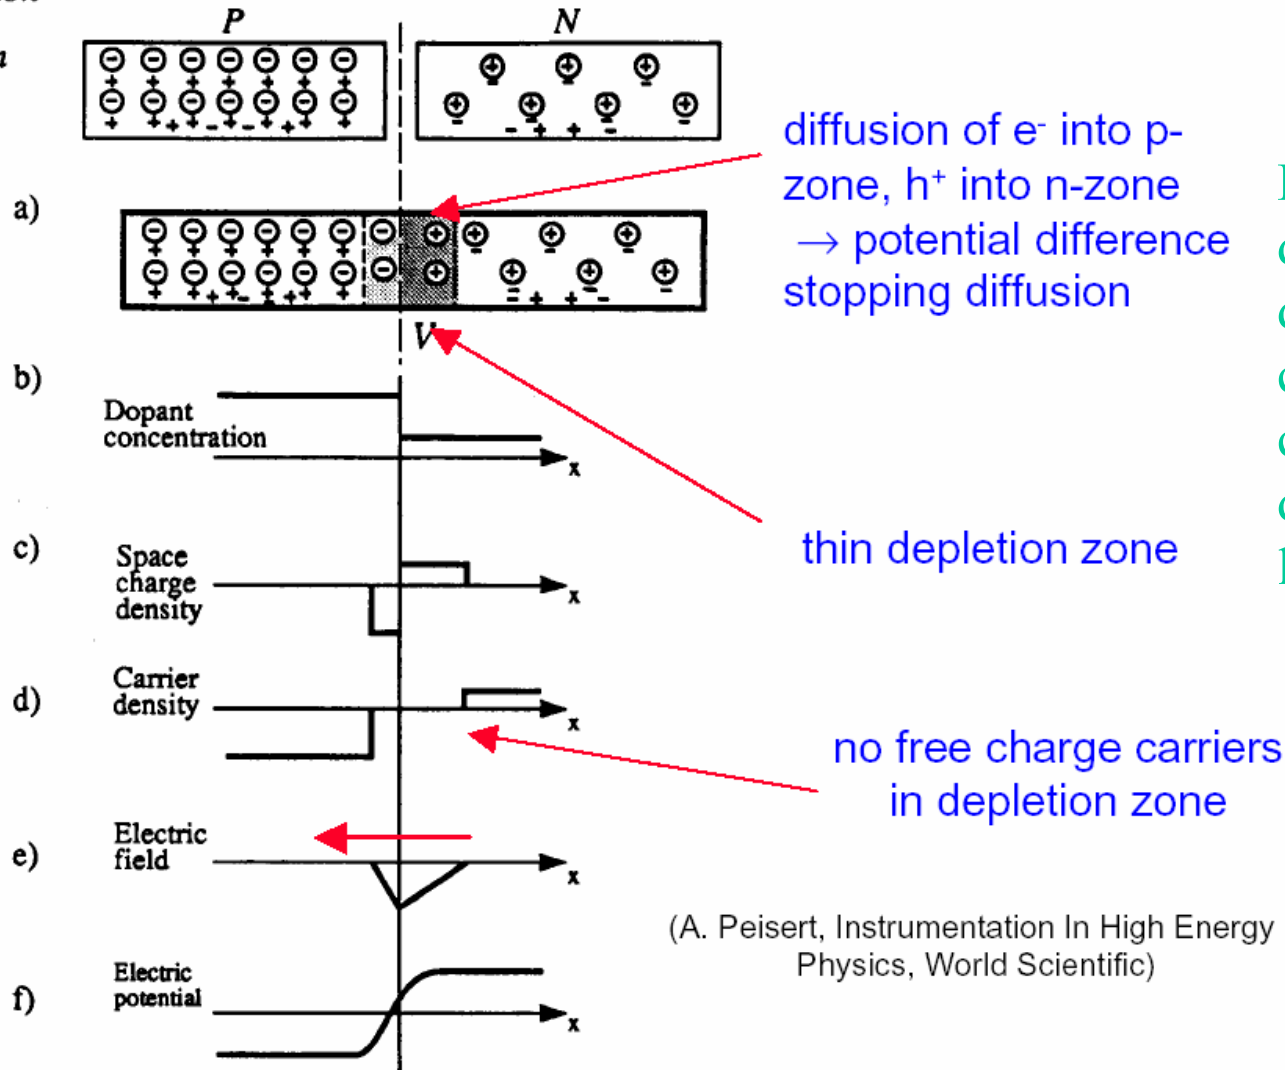 P
N
a)
diffusion of e- into p-
zone, h+ into n-zone
→ potential difference
stopping diffusion
V
b)
Dopant
concentration
x
c)
Space
charge
density
x
thin depletion zone
d)
Carrier
density
x
no free charge carriers
in depletion zone
e)
Electric
field
x
(A. Peisert, Instrumentation In High Energy
Physics, World Scientific)
f)
Electric
potential
x